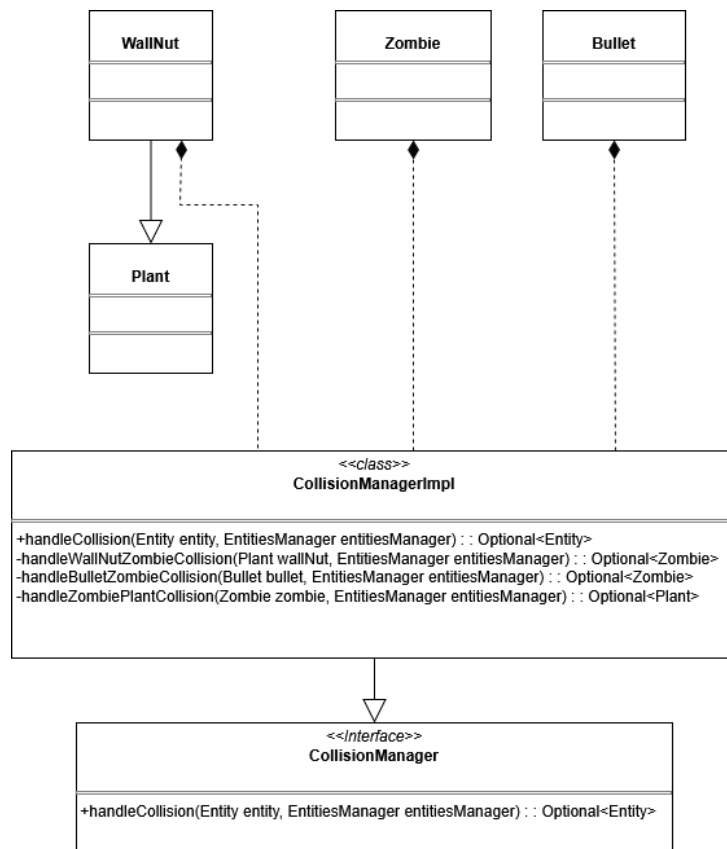 WallNut
Zombie
Bullet
Plant
<<class>>
CollisionManagerImpl
+handleCollision(Entity entity, EntitiesManager entitiesManager) : : Optional<Entity>
-handleWallNutZombieCollision(Plant wallNut, EntitiesManager entitiesManager) : : Optional<Zombie>
-handleBulletZombieCollision(Bullet bullet, EntitiesManager entitiesManager) : : Optional<Zombie>
-handleZombiePlantCollision(Zombie zombie, EntitiesManager entitiesManager) : : Optional<Plant>
<<Interface>>
CollisionManager
+handleCollision(Entity entity, EntitiesManager entitiesManager) : : Optional<Entity>